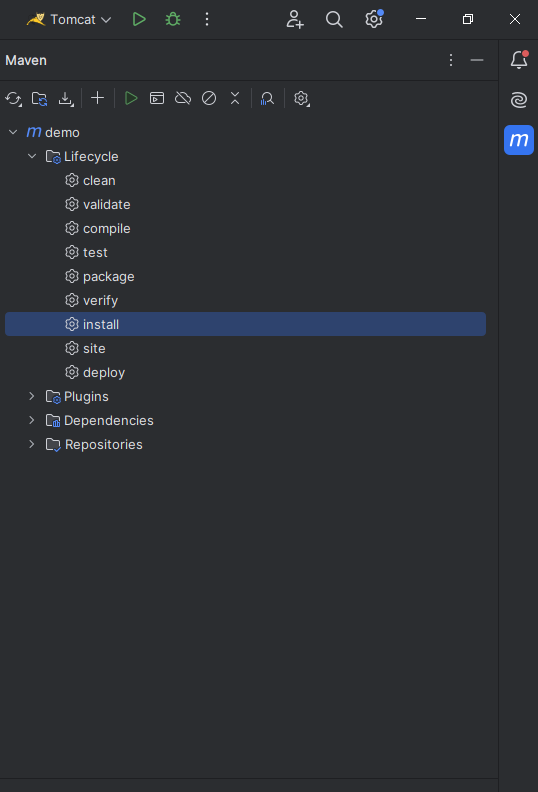 Tomcat
Maven
m demo
Lifecycle
clean
validate
compile
test
package
verify
install
site
deploy
Plugins
Dependencies
Repositories
m